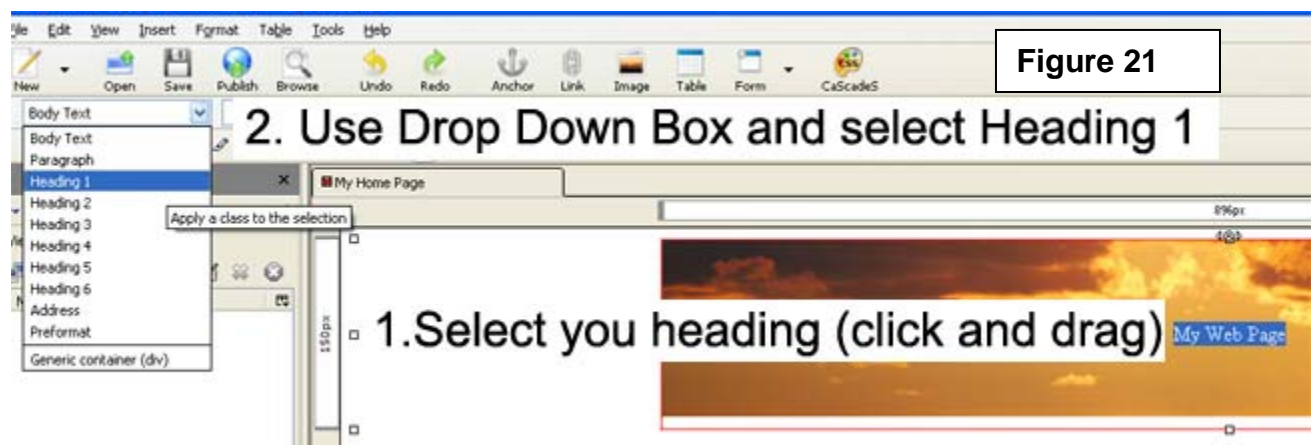 File Edit View Insert Format Table Tools Help
Figure 21
New Open Save Publish Browse Undo Redo Anchor Link Image Table Form CaScadeS
Body Text
2. Use Drop Down Box and select Heading 1
Body Text
Paragraph
Heading 1
My Home Page
Heading 2
Apply a class to the selection
896px
Heading 3
Heading 4
Heading 5
Heading 6
Address
Preformat
Generic container (div)
150px
1.Select you heading (click and drag)
My Web Page